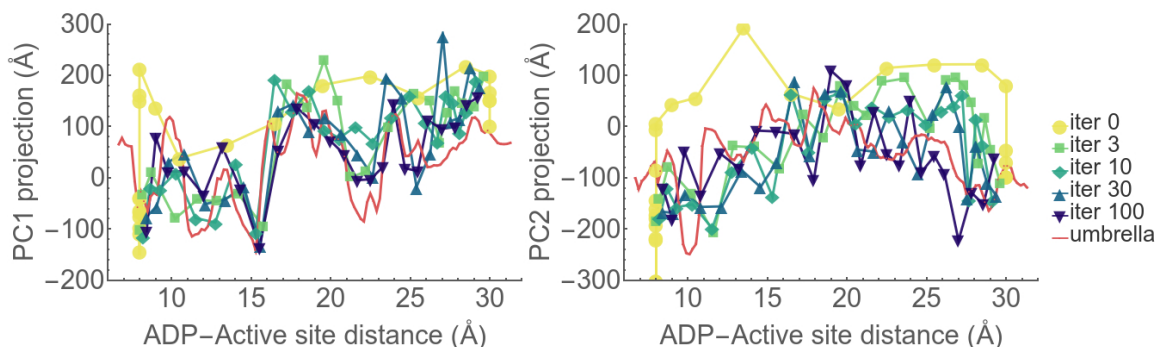 PC1 projection (Å)
300
200
100
0
−100
−200
10
15
20
25
30
ADP−Active site distance (Å)
PC2 projection (Å)
200
100
0
−100
−200
−300
10
15
20
25
30
ADP−Active site distance (Å)
iter 0
iter 3
iter 10
iter 30
iter 100
umbrella